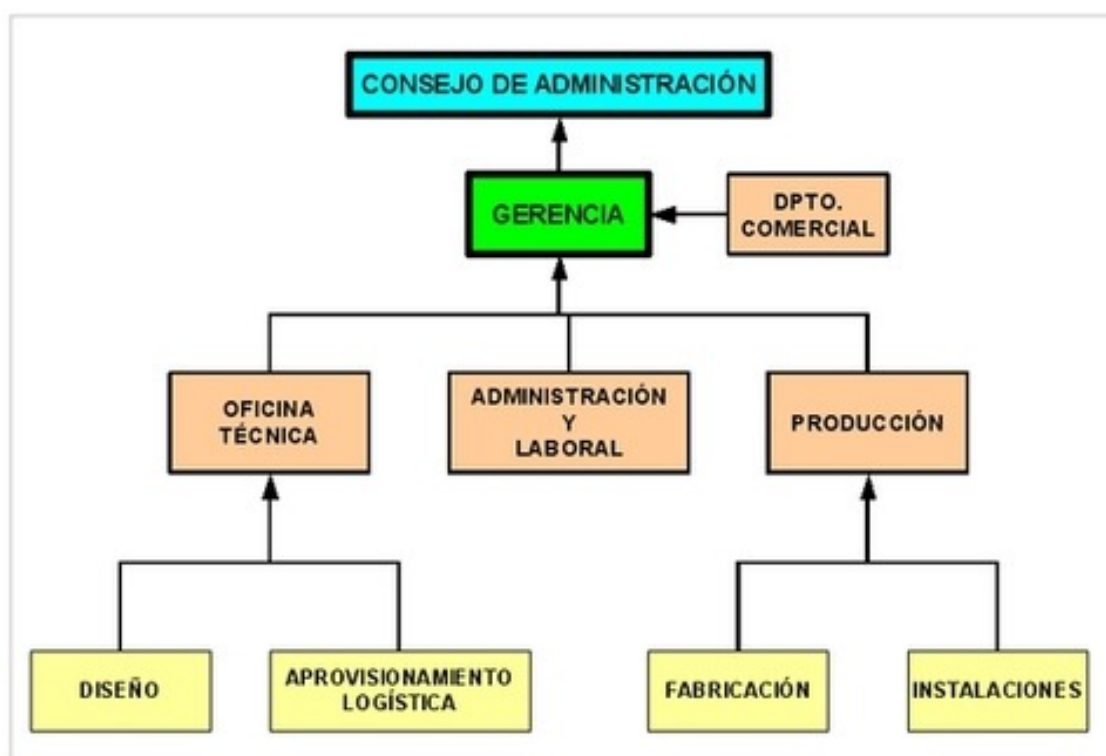 CONSEJO DE ADMINISTRACIÓN
GERENCIA
DPTO.
COMERCIAL
OFICINA
TÉCNICA
ADMINISTRACIÓN
Y
LABORAL
PRODUCCIÓN
DISEÑO
APROVISIONAMIENTO
LOGÍSTICA
FABRICACIÓN
INSTALACIONES